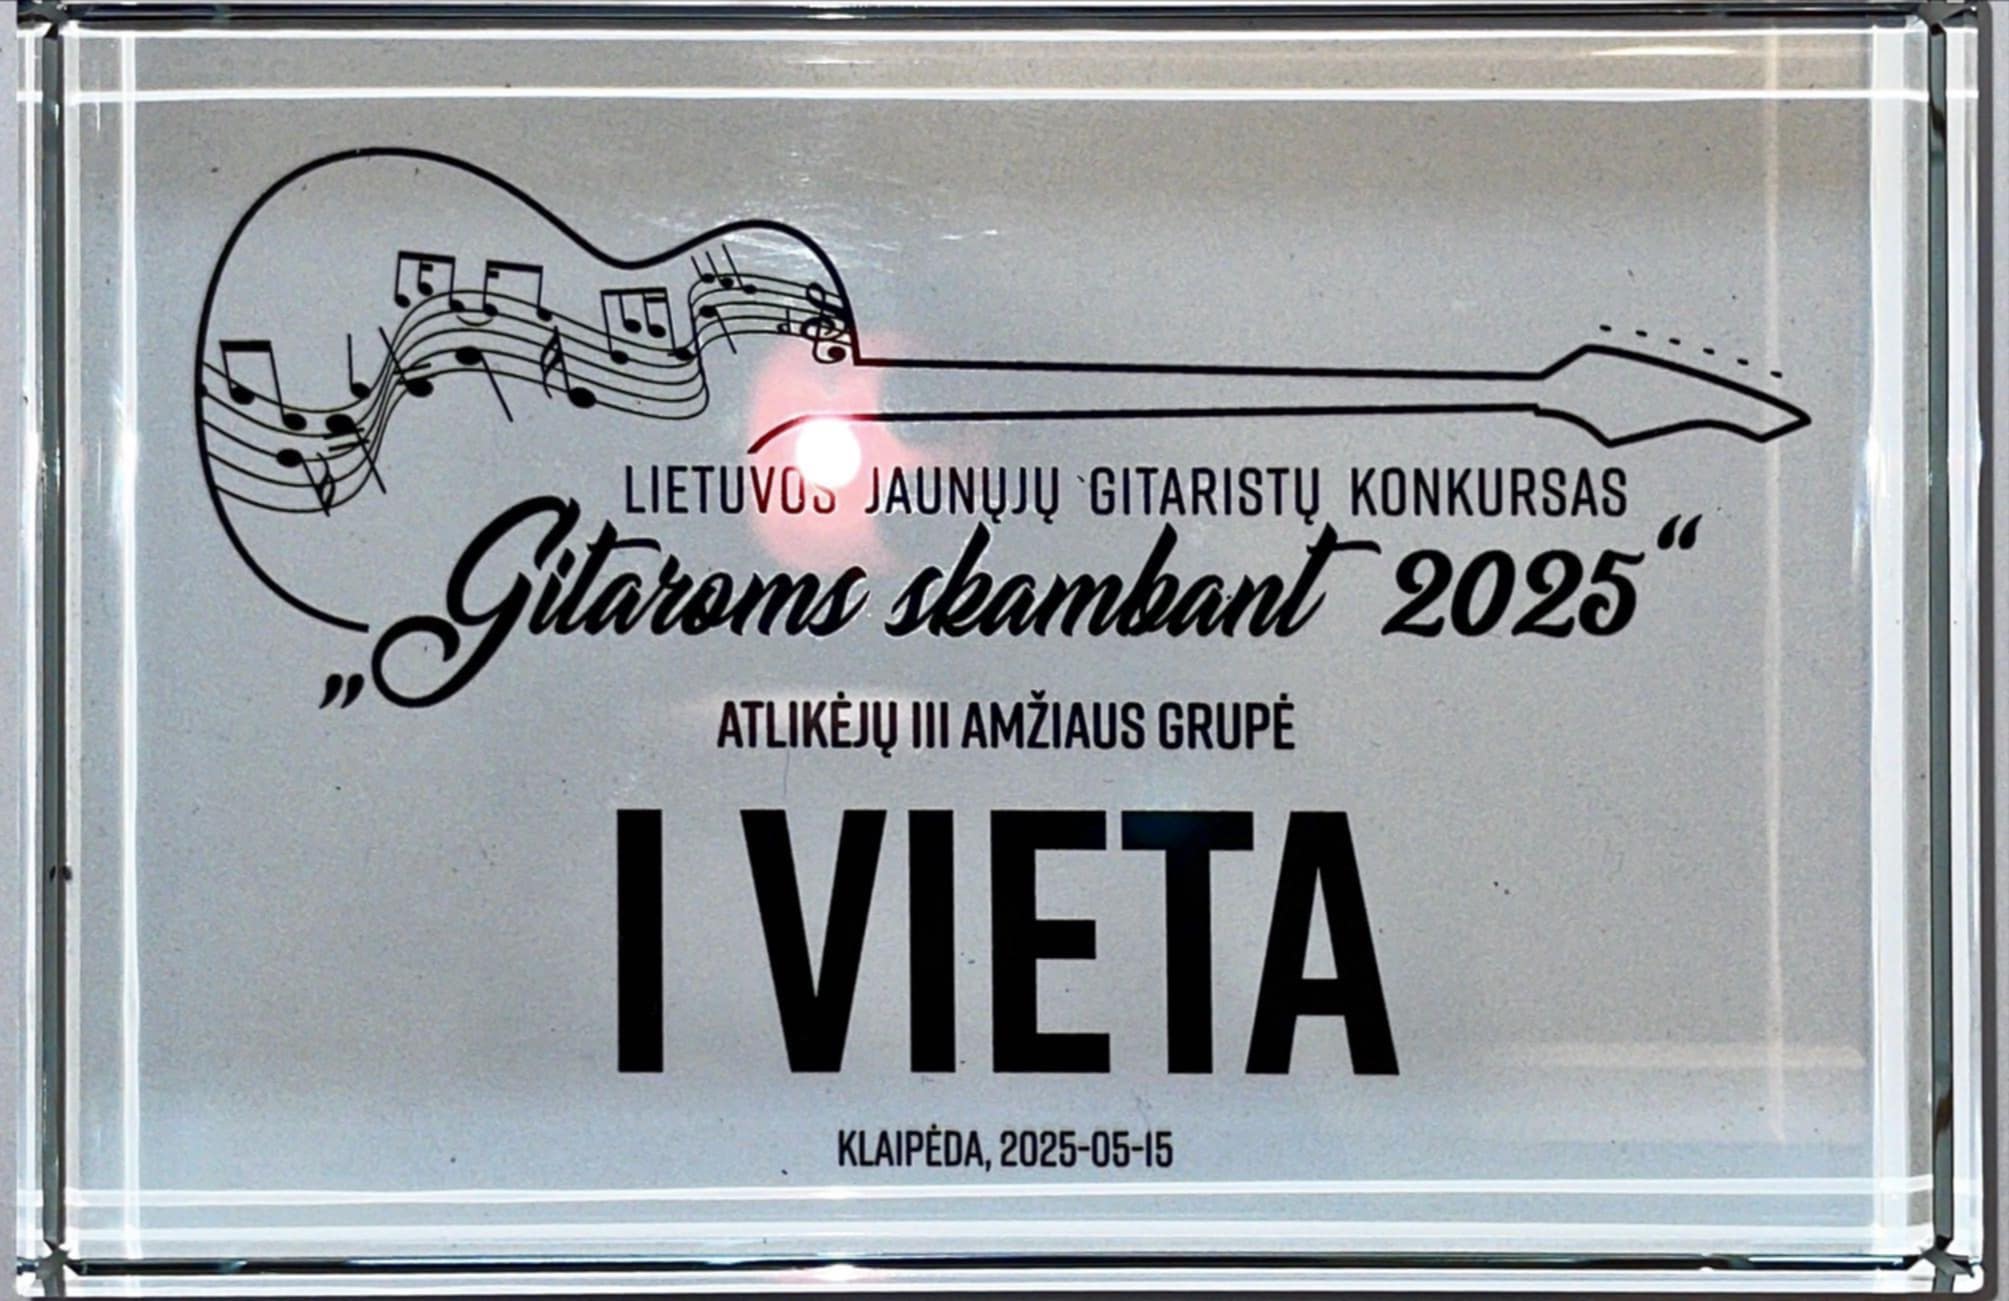 LIETUVOS JAUNŲJŲ GITARISTŲ KONKURSAS
„Gitaroms skambant 2025“
ATLIKĖJŲ III AMŽIAUS GRUPĖ
I VIETA
KLAIPĖDA, 2025-05-15